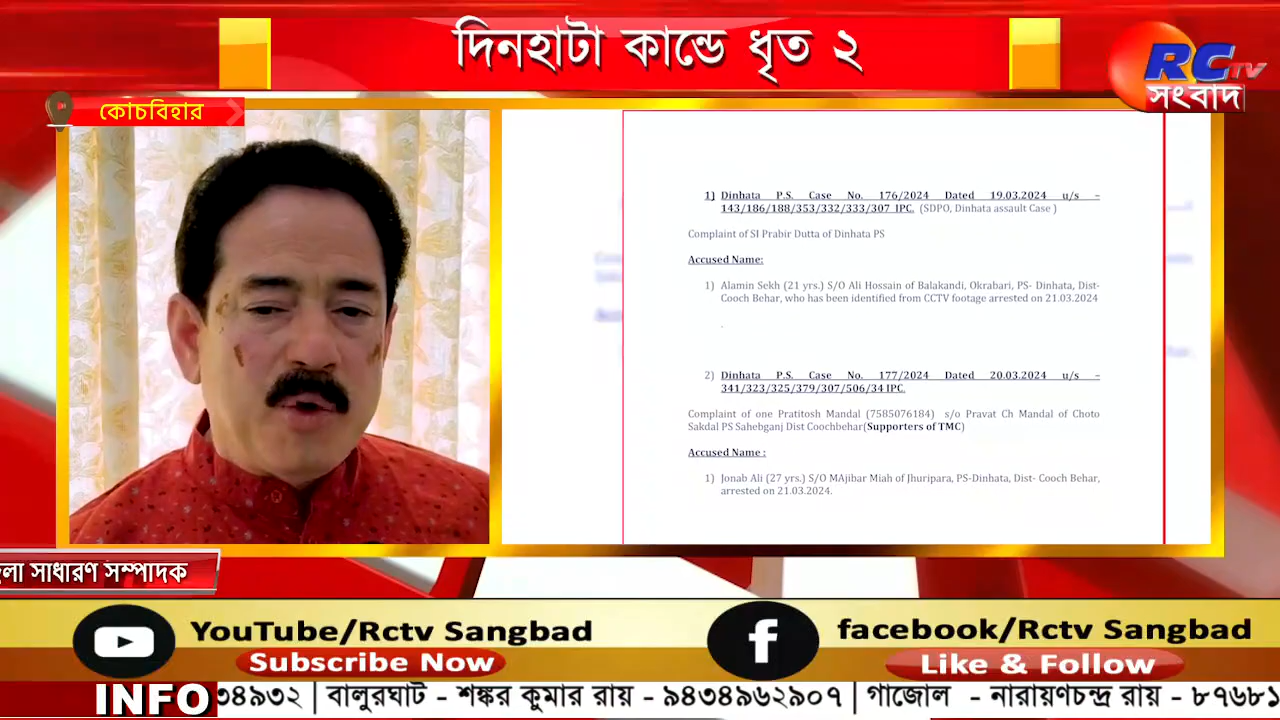 দিনহাটা কান্ডে ধৃত ২
RCTV
সংবাদ
কোচবিহার
1) Dinhata P.S. Case No. 176/2024 Dated 19.03.2024 u/s –
143/186/188/353/332/333/307 IPC. (SDPO, Dinhata assault Case )
Complaint of SI Prabir Dutta of Dinhata PS
Accused Name:
1) Alamin Sekh (21 yrs.) S/O Ali Hossain of Balakandi, Okrabari, PS- Dinhata, Dist-
Cooch Behar, who has been identified from CCTV footage arrested on 21.03.2024
.
2) Dinhata P.S. Case No. 177/2024 Dated 20.03.2024 u/s –
341/323/325/379/307/506/34 IPC.
Complaint of one Pratitosh Mandal (7585076184) s/o Pravat Ch Mandal of Choto
Sakdal PS Sahebganj Dist Coochbehar(Supporters of TMC)
Accused Name :
1) Jonab Ali (27 yrs.) S/O MAjibar Miah of Jhuripara, PS-Dinhata, Dist- Cooch Behar,
arrested on 21.03.2024.
সাধারণ সম্পাদক
YouTube/Rctv Sangbad
Subscribe Now
facebook/Rctv Sangbad
Like & Follow
INFO ৩৪৯৩২ | বালুরঘাট - শঙ্কর কুমার রায় - ৯৪৩৪৯৬২৯০৭ | গাজোল - নারায়ণচন্দ্র রায় - ৮৭৬৮১